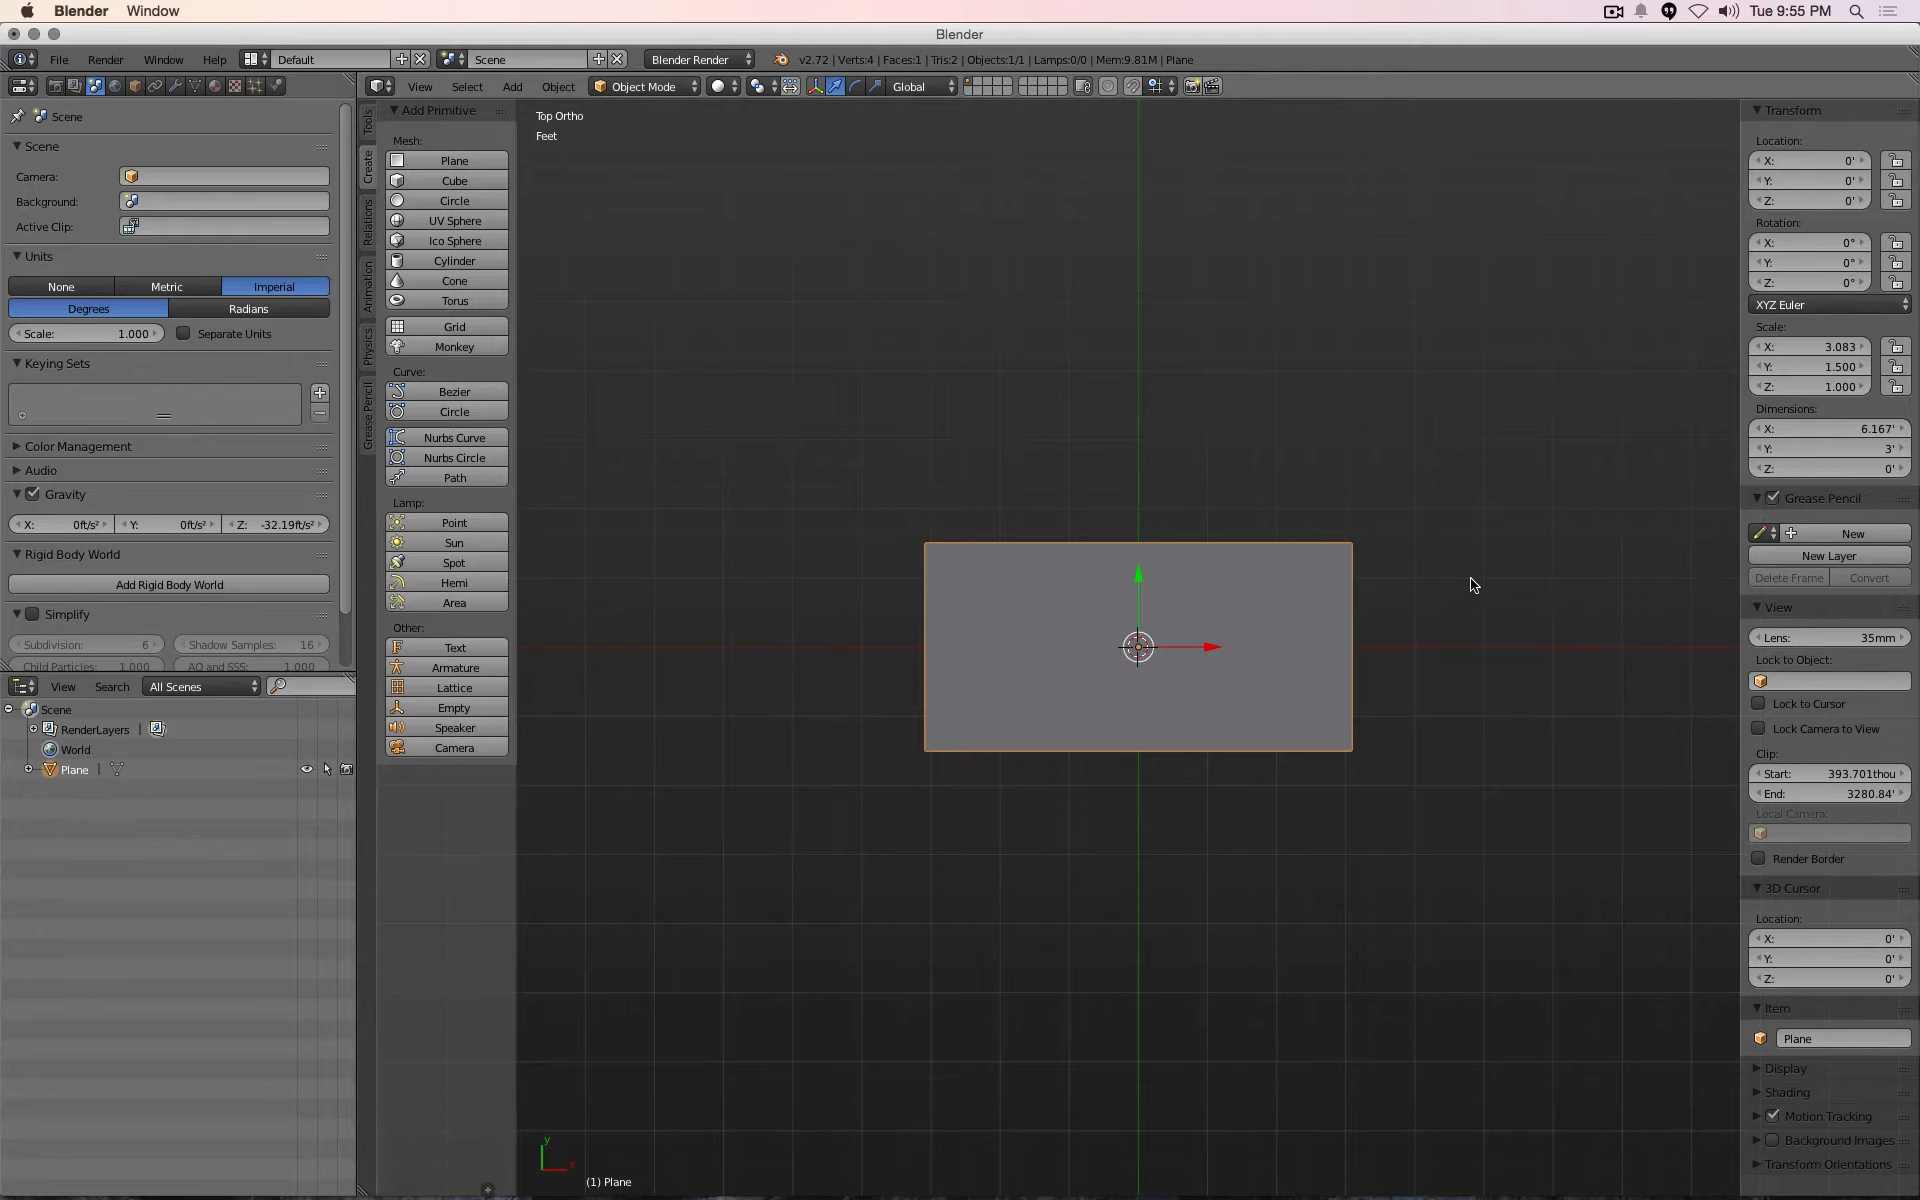 Blender Window Tue 9:55 PM
Blender
File Render Window Help Default Scene Blender Render v2.72 | Verts:4 | Faces:1 | Tris:2 | Objects:1/1 | Lamps:0/0 | Mem:9.81M | Plane
View Select Add Object Object Mode Global
Scene
Scene
Camera:
Background:
Active Clip:
Units
None Metric Imperial
Degrees Radians
Scale: 1.000 Separate Units
Keying Sets
Color Management
Audio
Gravity
X: 0ft/s² Y: 0ft/s² Z: -32.19ft/s²
Rigid Body World
Add Rigid Body World
Simplify
Subdivision: 6 Shadow Samples: 16
Child Particles: 1.000 AO and SSS: 1.000
View Search All Scenes
Scene
RenderLayers |
World
Plane |
Tools
Create
Relations
Animation
Physics
Grease Pencil
Add Primitive
Mesh:
Plane
Cube
Circle
UV Sphere
Ico Sphere
Cylinder
Cone
Torus
Grid
Monkey
Curve:
Bezier
Circle
Nurbs Curve
Nurbs Circle
Path
Lamp:
Point
Sun
Spot
Hemi
Area
Other:
Text
Armature
Lattice
Empty
Speaker
Camera
Top Ortho
Feet
y
x
(1) Plane
Transform
Location:
X: 0'
Y: 0'
Z: 0'
Rotation:
X: 0°
Y: 0°
Z: 0°
XYZ Euler
Scale:
X: 3.083
Y: 1.500
Z: 1.000
Dimensions:
X: 6.167'
Y: 3'
Z: 0'
Grease Pencil
New
New Layer
Delete Frame Convert
View
Lens: 35mm
Lock to Object:
Lock to Cursor
Lock Camera to View
Clip:
Start: 393.701thou
End: 3280.84'
Local Camera:
Render Border
3D Cursor
Location:
X: 0'
Y: 0'
Z: 0'
Item
Plane
Display
Shading
Motion Tracking
Background Images
Transform Orientations